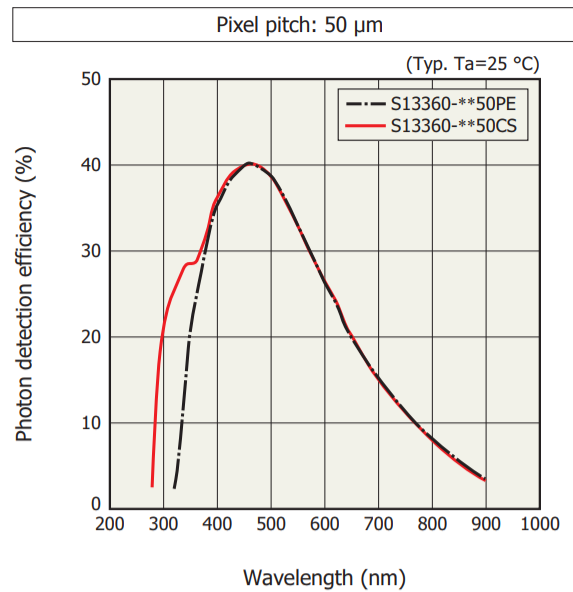 Pixel pitch: 50 µm
(Typ. Ta=25 °C)
50
S13360-**50PE
S13360-**50CS
40
30
20
10
0
Photon detection efficiency (%)
200 300 400 500 600 700 800 900 1000
Wavelength (nm)